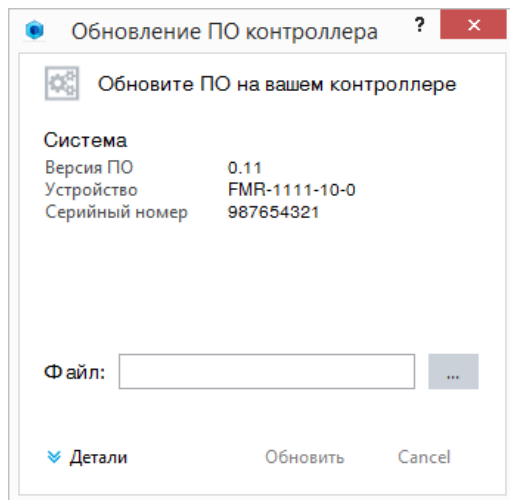 Обновление ПО контроллера ? ×
Обновите ПО на вашем контроллере
Система
Версия ПО 0.11
Устройство FMR-1111-10-0
Серийный номер 987654321
Файл: ...
Детали Обновить Cancel